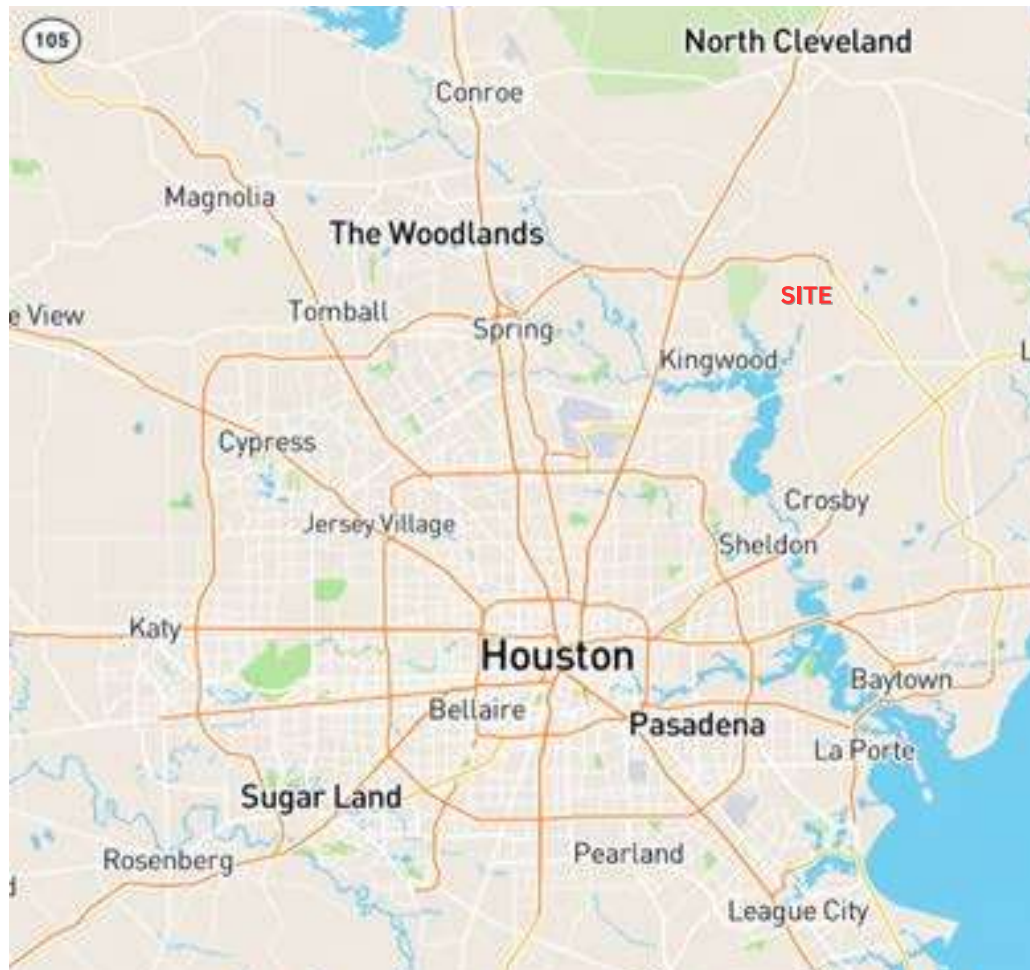 105
North Cleveland
Conroe
Magnolia
The Woodlands
SITE
e View
Tomball
Spring
Kingwood
L
Cypress
Crosby
Jersey Village
Sheldon
Katy
Houston
Baytown
Bellaire
Pasadena
La Porte
Sugar Land
Rosenberg
Pearland
d
League City